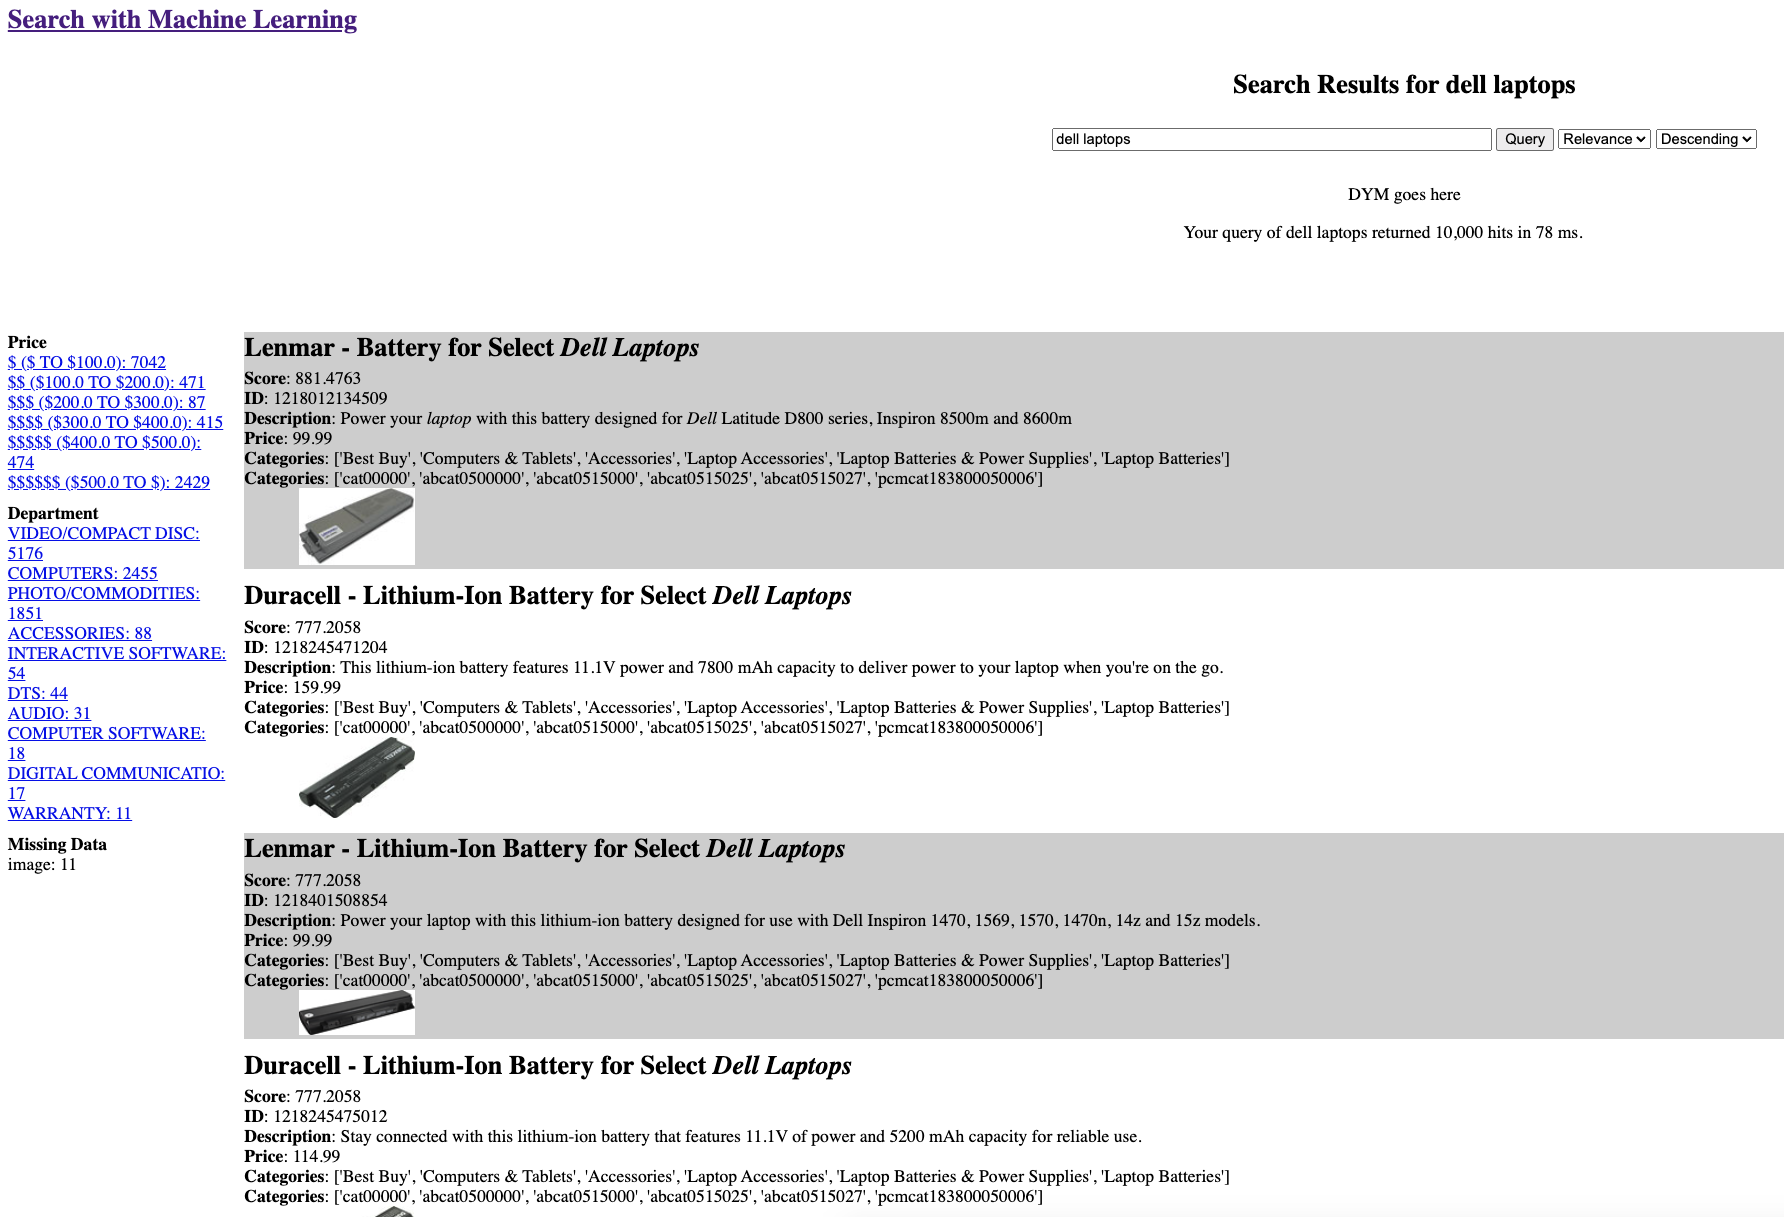 Search with Machine Learning
Search Results for dell laptops
dell laptops Query Relevance Descending
DYM goes here
Your query of dell laptops returned 10,000 hits in 78 ms.
Price
$ ($ TO $100.0): 7042
$$ ($100.0 TO $200.0): 471
$$$ ($200.0 TO $300.0): 87
$$$$ ($300.0 TO $400.0): 415
$$$$$ ($400.0 TO $500.0):
474
$$$$$$ ($500.0 TO $): 2429
Department
VIDEO/COMPACT DISC:
5176
COMPUTERS: 2455
PHOTO/COMMODITIES:
1851
ACCESSORIES: 88
INTERACTIVE SOFTWARE:
54
DTS: 44
AUDIO: 31
COMPUTER SOFTWARE:
18
DIGITAL COMMUNICATIO:
17
WARRANTY: 11
Missing Data
image: 11
Lenmar - Battery for Select Dell Laptops
Score: 881.4763
ID: 1218012134509
Description: Power your laptop with this battery designed for Dell Latitude D800 series, Inspiron 8500m and 8600m
Price: 99.99
Categories: ['Best Buy', 'Computers & Tablets', 'Accessories', 'Laptop Accessories', 'Laptop Batteries & Power Supplies', 'Laptop Batteries']
Categories: ['cat00000', 'abcat0500000', 'abcat0515000', 'abcat0515025', 'abcat0515027', 'pcmcat183800050006']
Duracell - Lithium-Ion Battery for Select Dell Laptops
Score: 777.2058
ID: 1218245471204
Description: This lithium-ion battery features 11.1V power and 7800 mAh capacity to deliver power to your laptop when you're on the go.
Price: 159.99
Categories: ['Best Buy', 'Computers & Tablets', 'Accessories', 'Laptop Accessories', 'Laptop Batteries & Power Supplies', 'Laptop Batteries']
Categories: ['cat00000', 'abcat0500000', 'abcat0515000', 'abcat0515025', 'abcat0515027', 'pcmcat183800050006']
Lenmar - Lithium-Ion Battery for Select Dell Laptops
Score: 777.2058
ID: 1218401508854
Description: Power your laptop with this lithium-ion battery designed for use with Dell Inspiron 1470, 1569, 1570, 1470n, 14z and 15z models.
Price: 99.99
Categories: ['Best Buy', 'Computers & Tablets', 'Accessories', 'Laptop Accessories', 'Laptop Batteries & Power Supplies', 'Laptop Batteries']
Categories: ['cat00000', 'abcat0500000', 'abcat0515000', 'abcat0515025', 'abcat0515027', 'pcmcat183800050006']
Duracell - Lithium-Ion Battery for Select Dell Laptops
Score: 777.2058
ID: 1218245475012
Description: Stay connected with this lithium-ion battery that features 11.1V of power and 5200 mAh capacity for reliable use.
Price: 114.99
Categories: ['Best Buy', 'Computers & Tablets', 'Accessories', 'Laptop Accessories', 'Laptop Batteries & Power Supplies', 'Laptop Batteries']
Categories: ['cat00000', 'abcat0500000', 'abcat0515000', 'abcat0515025', 'abcat0515027', 'pcmcat183800050006']